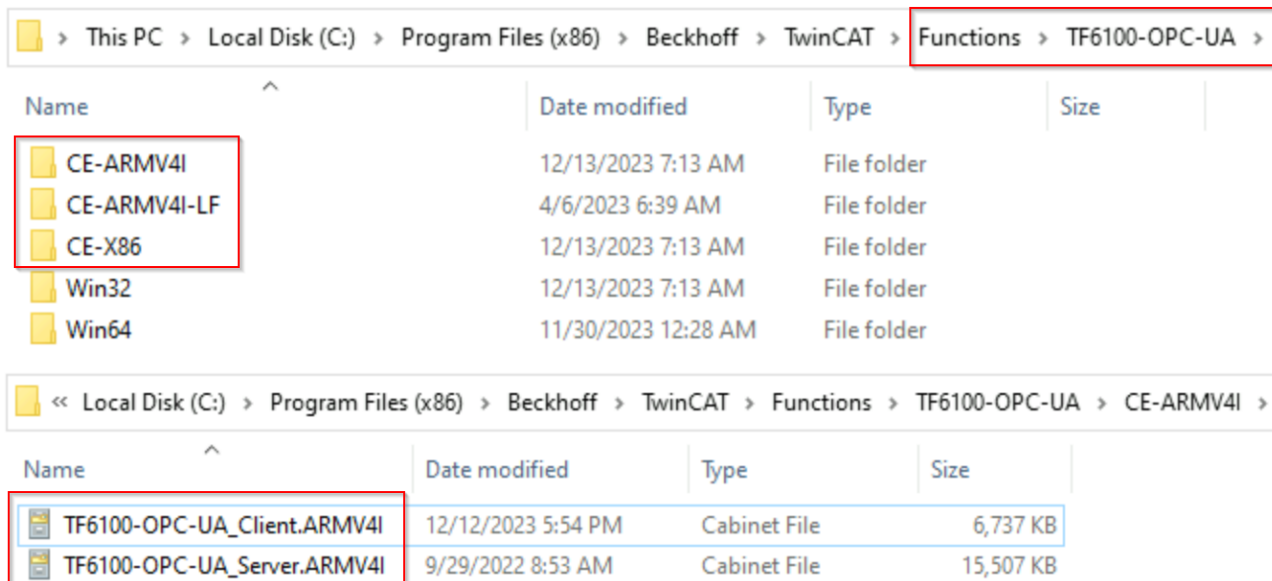 This PC > Local Disk (C:) > Program Files (x86) > Beckhoff > TwinCAT > Functions > TF6100-OPC-UA >
Name Date modified Type Size
CE-ARMV4I 12/13/2023 7:13 AM File folder
CE-ARMV4I-LF 4/6/2023 6:39 AM File folder
CE-X86 12/13/2023 7:13 AM File folder
Win32 12/13/2023 7:13 AM File folder
Win64 11/30/2023 12:28 AM File folder
« Local Disk (C:) > Program Files (x86) > Beckhoff > TwinCAT > Functions > TF6100-OPC-UA > CE-ARMV4I >
Name Date modified Type Size
TF6100-OPC-UA_Client.ARMV4I 12/12/2023 5:54 PM Cabinet File 6,737 KB
TF6100-OPC-UA_Server.ARMV4I 9/29/2022 8:53 AM Cabinet File 15,507 KB